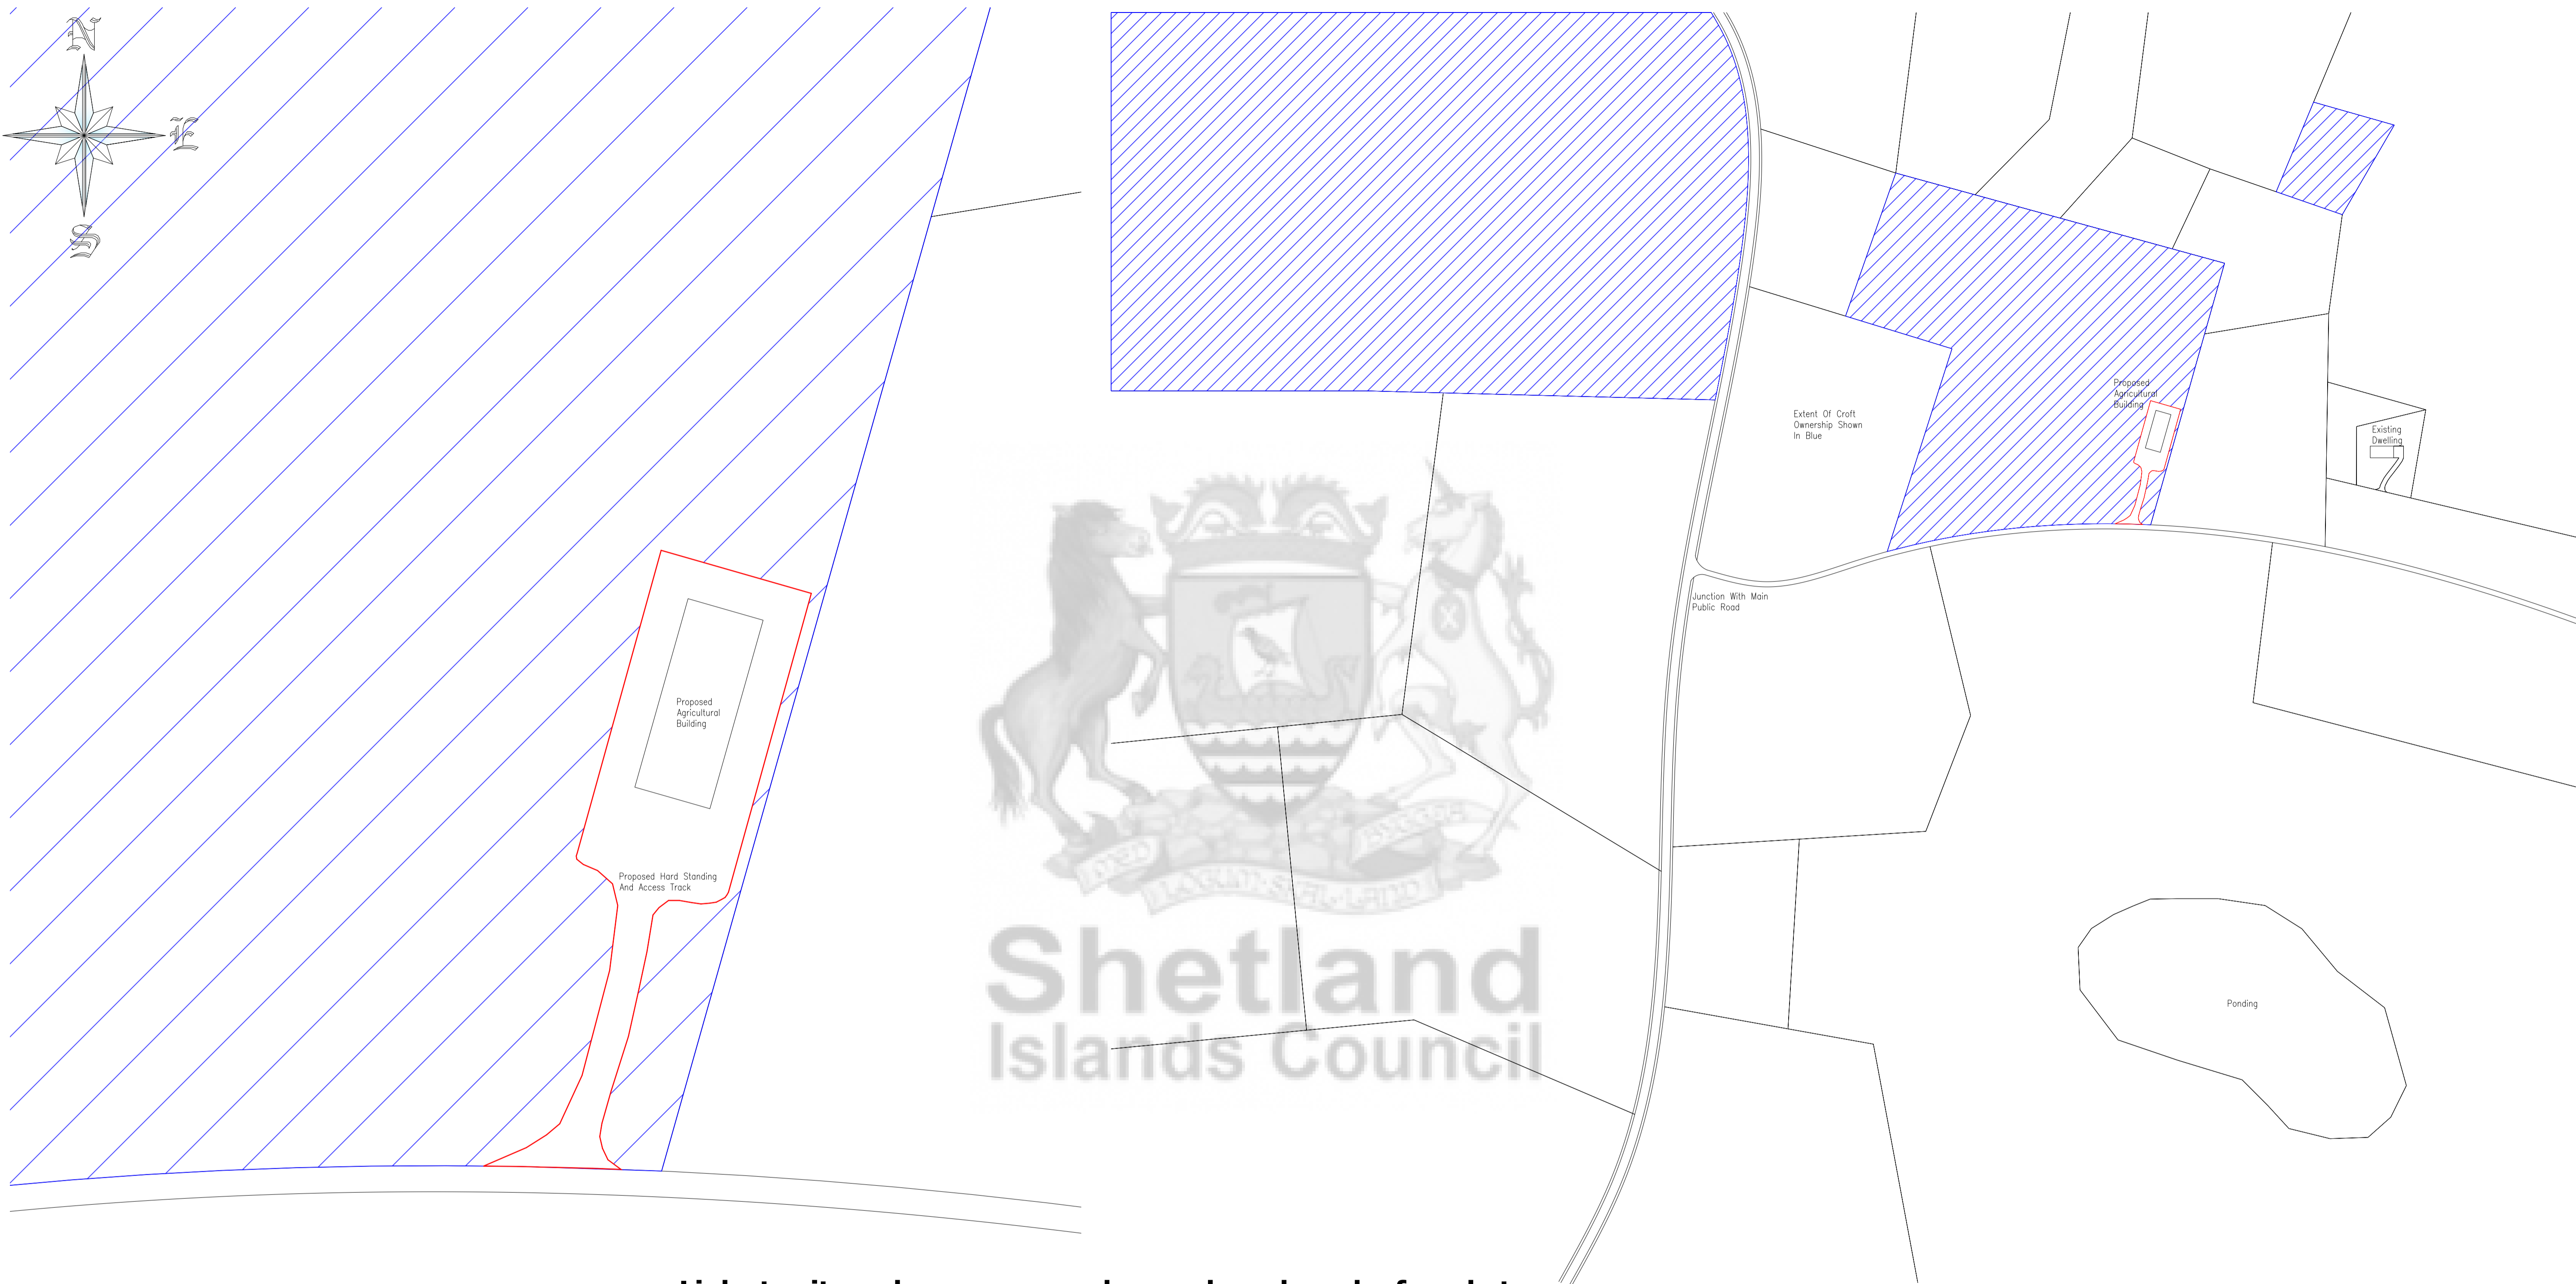 N
E
S
Proposed
Agricultural
Building
Proposed Hard Standing
And Access Track
Extent Of Croft
Ownership Shown
In Blue
Proposed
Agricultural
Building
Existing
Dwelling
Junction With Main
Public Road
Ponding
Shetland
Islands Council